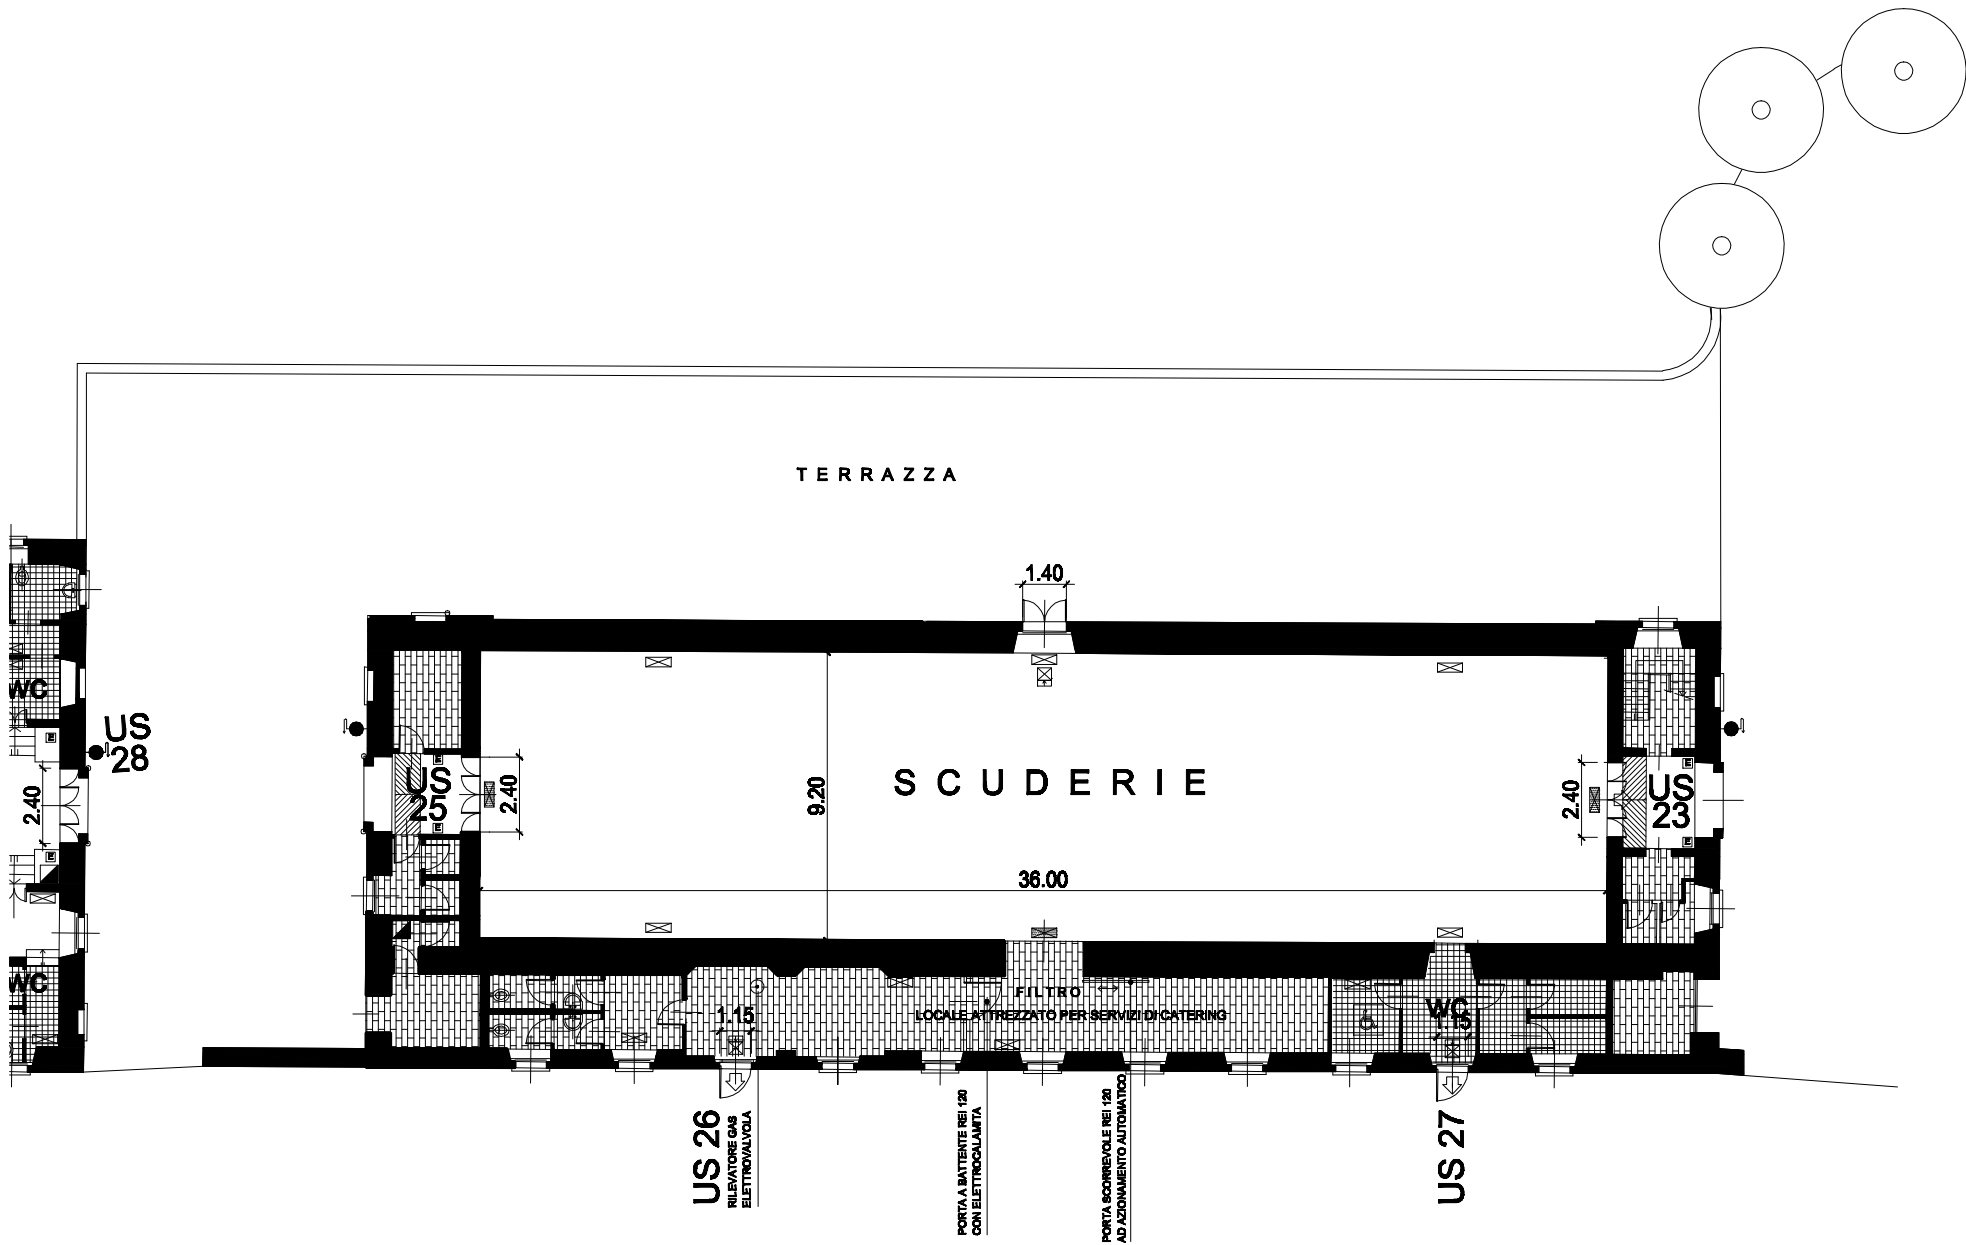 TERRAZZA
1.40
WC
US
28
2.40
US
25
2.40
9.20
SCUDERIE
2.40
US
23
36.00
WC
FILTRO
LOCALE ATTREZZATO PER SERVIZI DI CATERING
1.15
WC
1.15
US 26
RILEVATORE GAS
ELETTROVALVOLA
PORTA A BATTENTE REI 120
CON ELETTROCALAMITA
PORTA SCORREVOLE REI 120
AD AZIONAMENTO AUTOMATICO
US 27